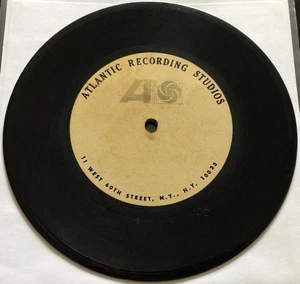 ATLANTIC RECORDING STUDIOS
11 WEST 60TH STREET, N.Y., N.Y. 10023